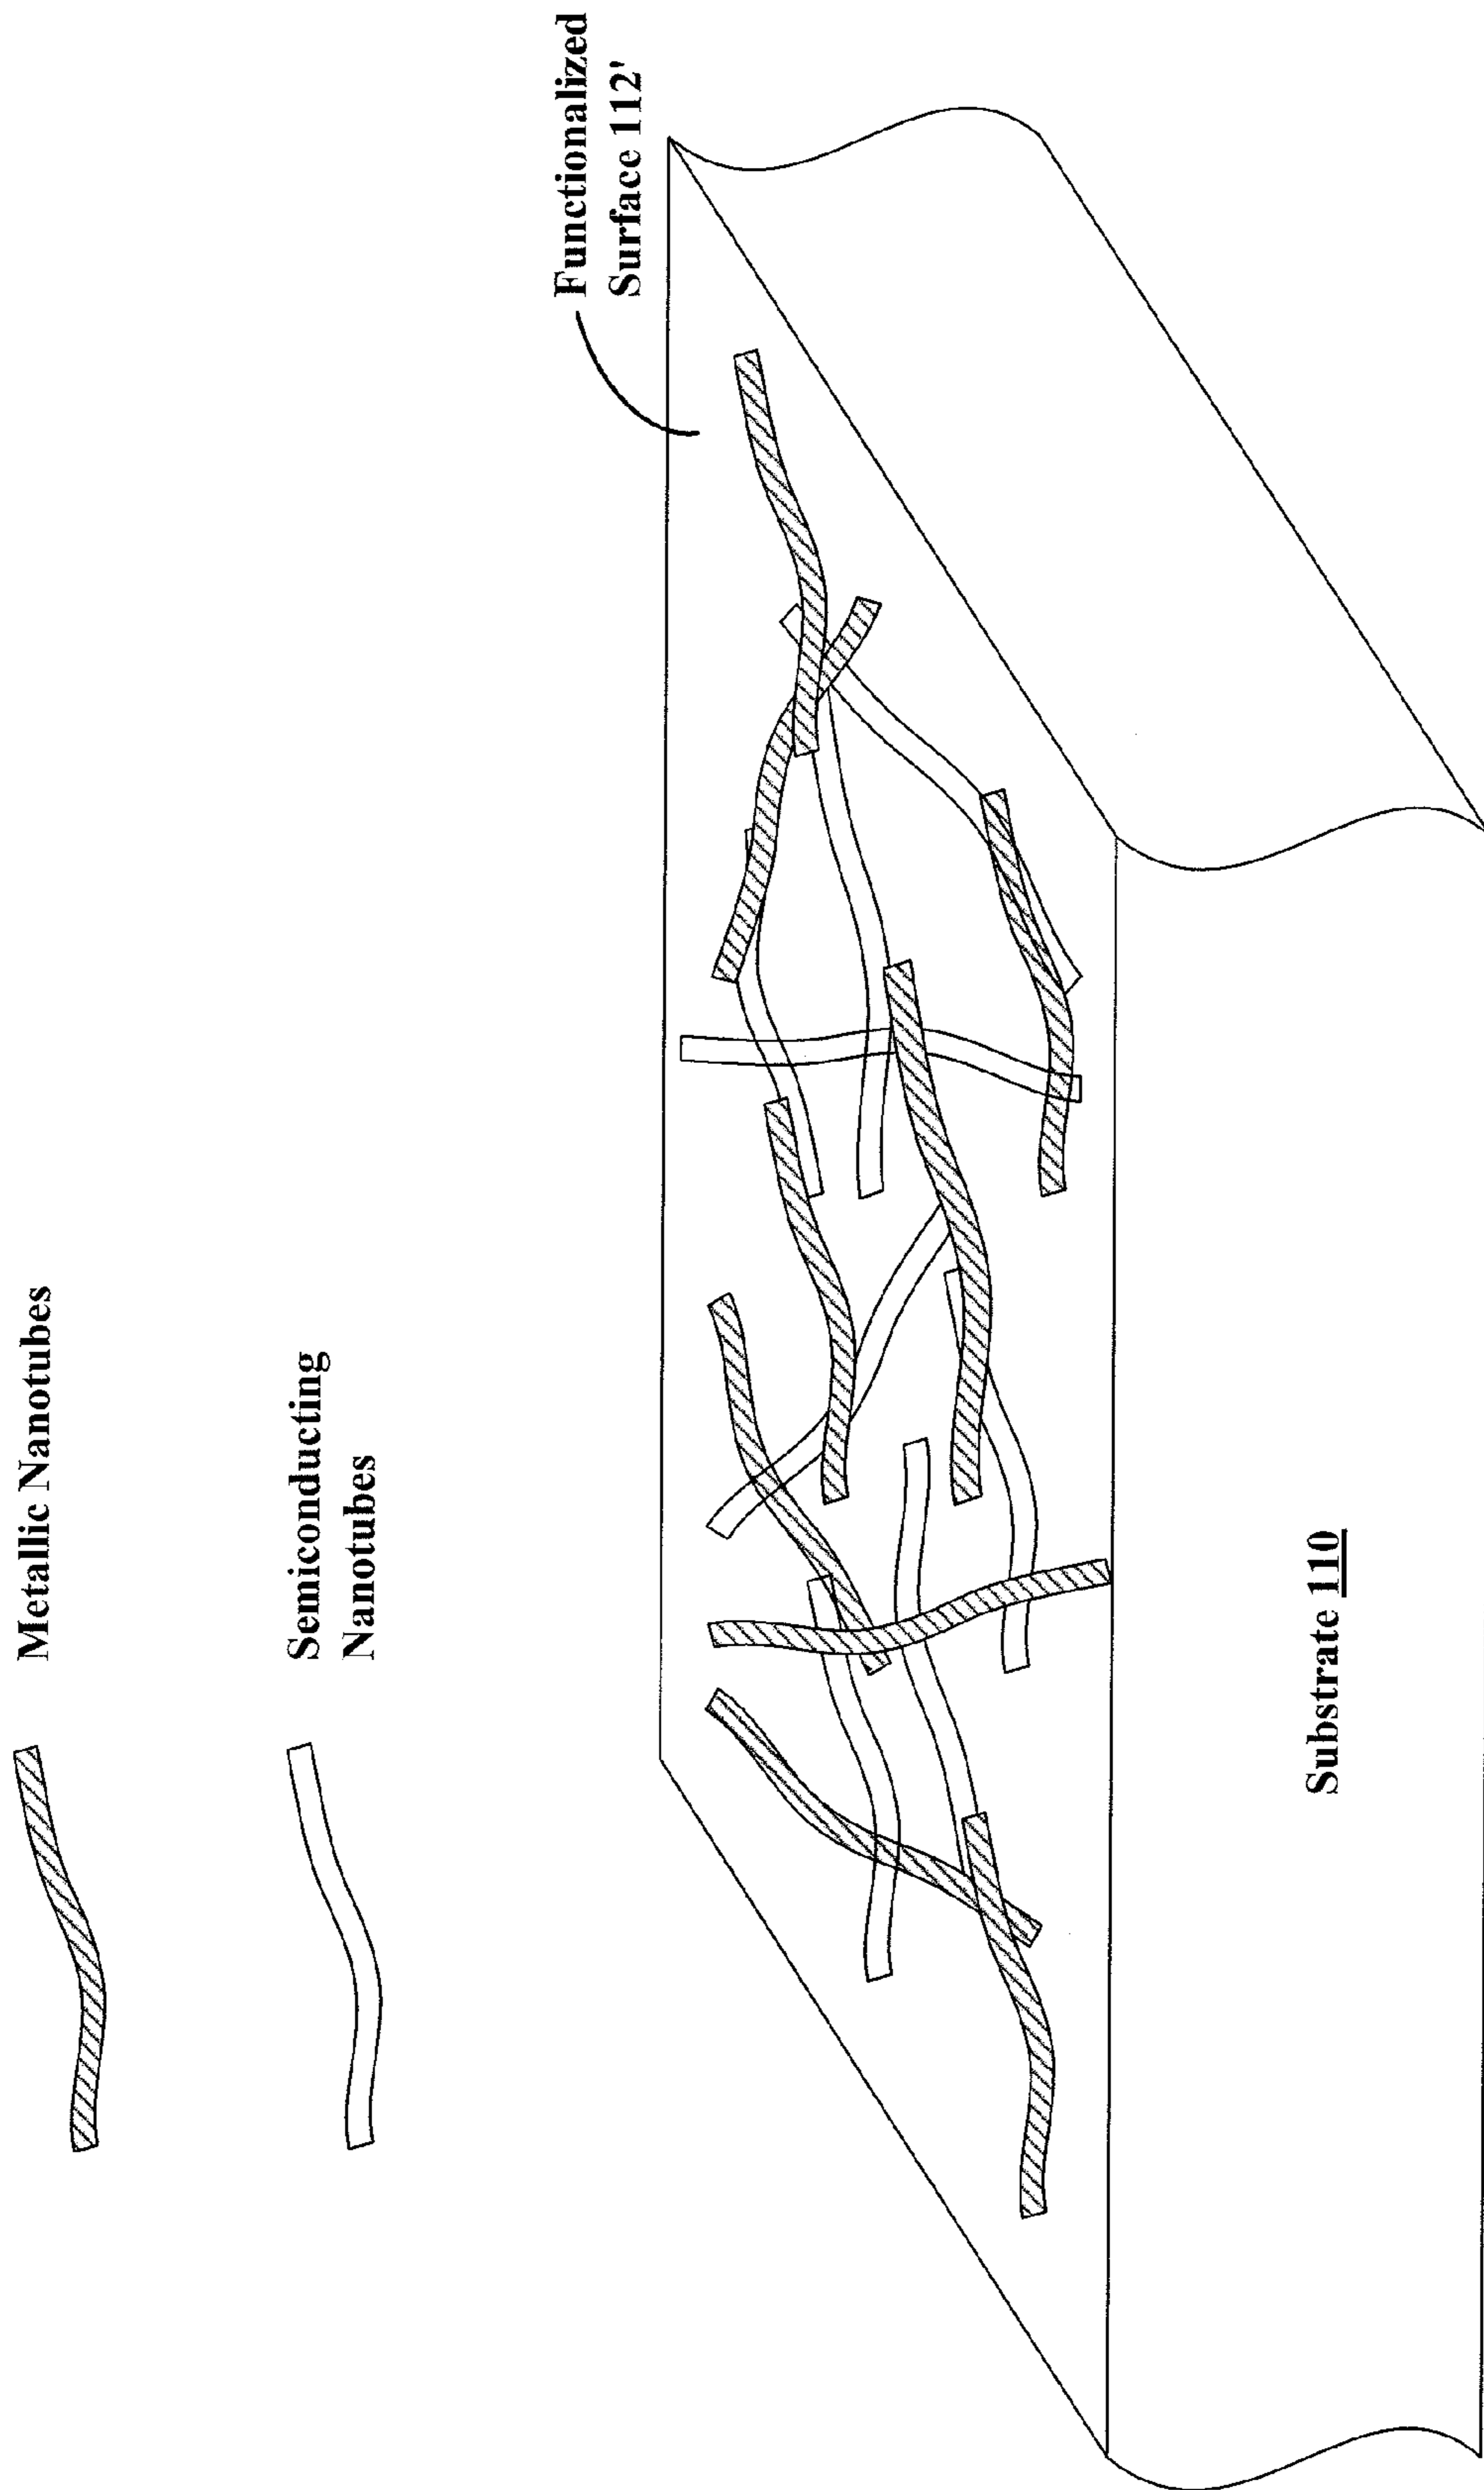 Metallic Nanotubes
Semiconducting
Nanotubes
Functionalized
Surface 112'
Substrate 110